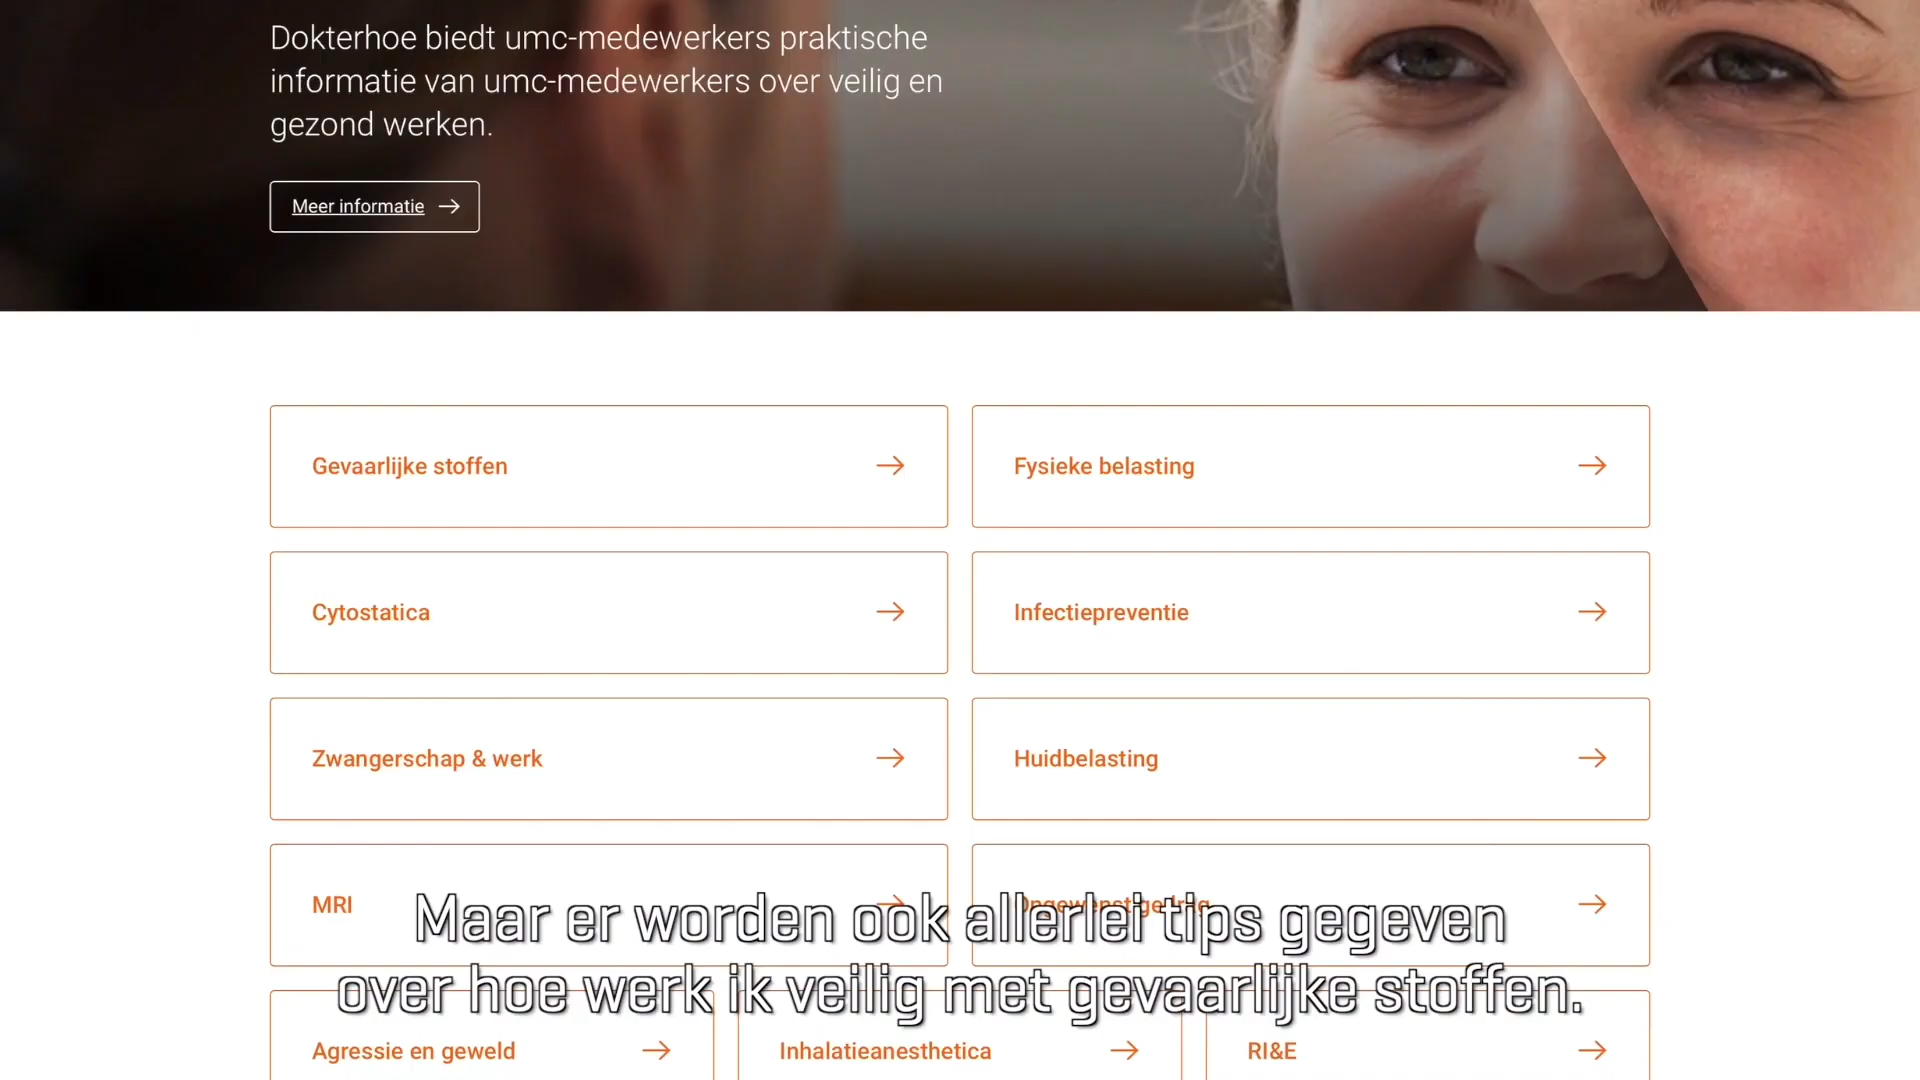 Dokterhoe biedt umc-medewerkers praktische
informatie van umc-medewerkers over veilig en
gezond werken.
Meer informatie
Gevaarlijke stoffen
Fysieke belasting
Cytostatica
Infectiepreventie
Zwangerschap & werk
Huidbelasting
MRI
Ongewenst gedrag
Maar er worden ook allerlei tips gegeven
over hoe werk ik veilig met gevaarlijke stoffen.
Agressie en geweld
Inhalatieanesthetica
RI&E